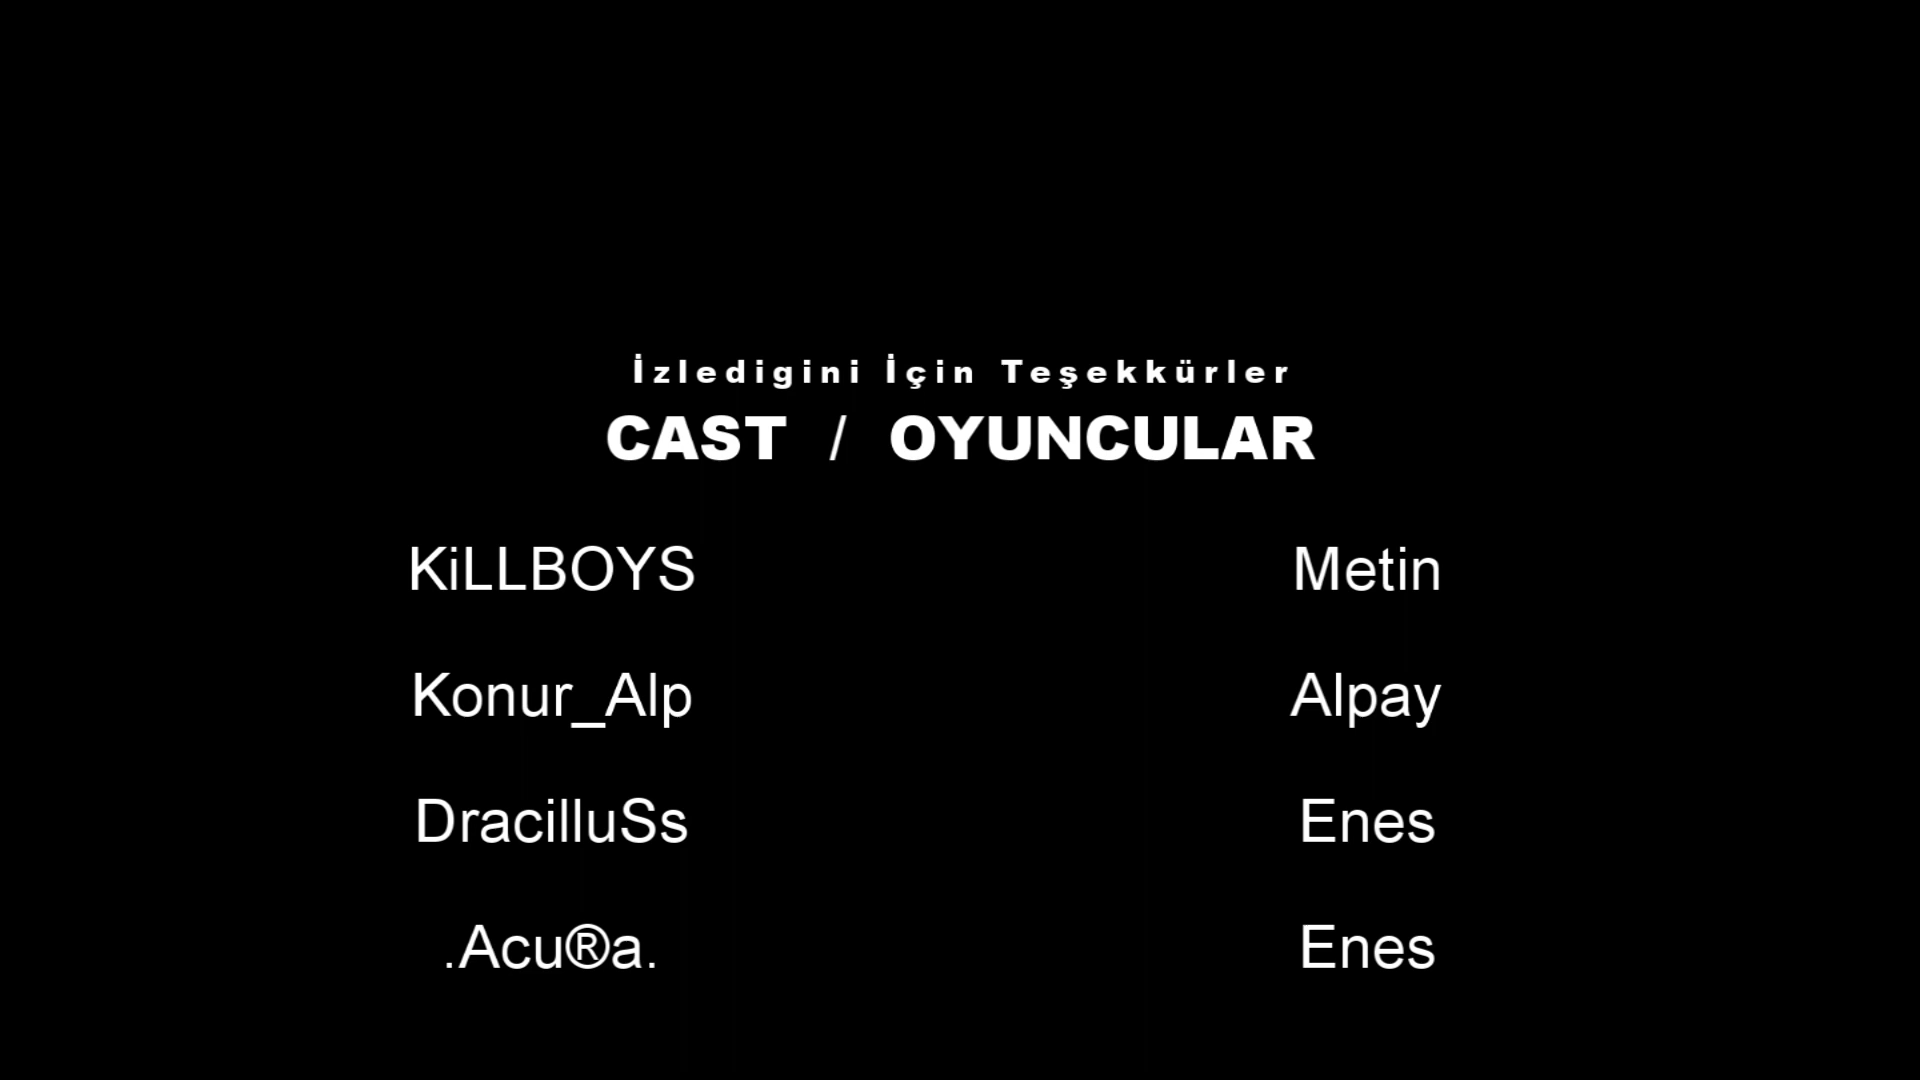 İzledigini İçin Teşekkürler
CAST / OYUNCULAR
KiLLBOYS Metin
Konur_Alp Alpay
DracilluSs Enes
.Acu®a. Enes